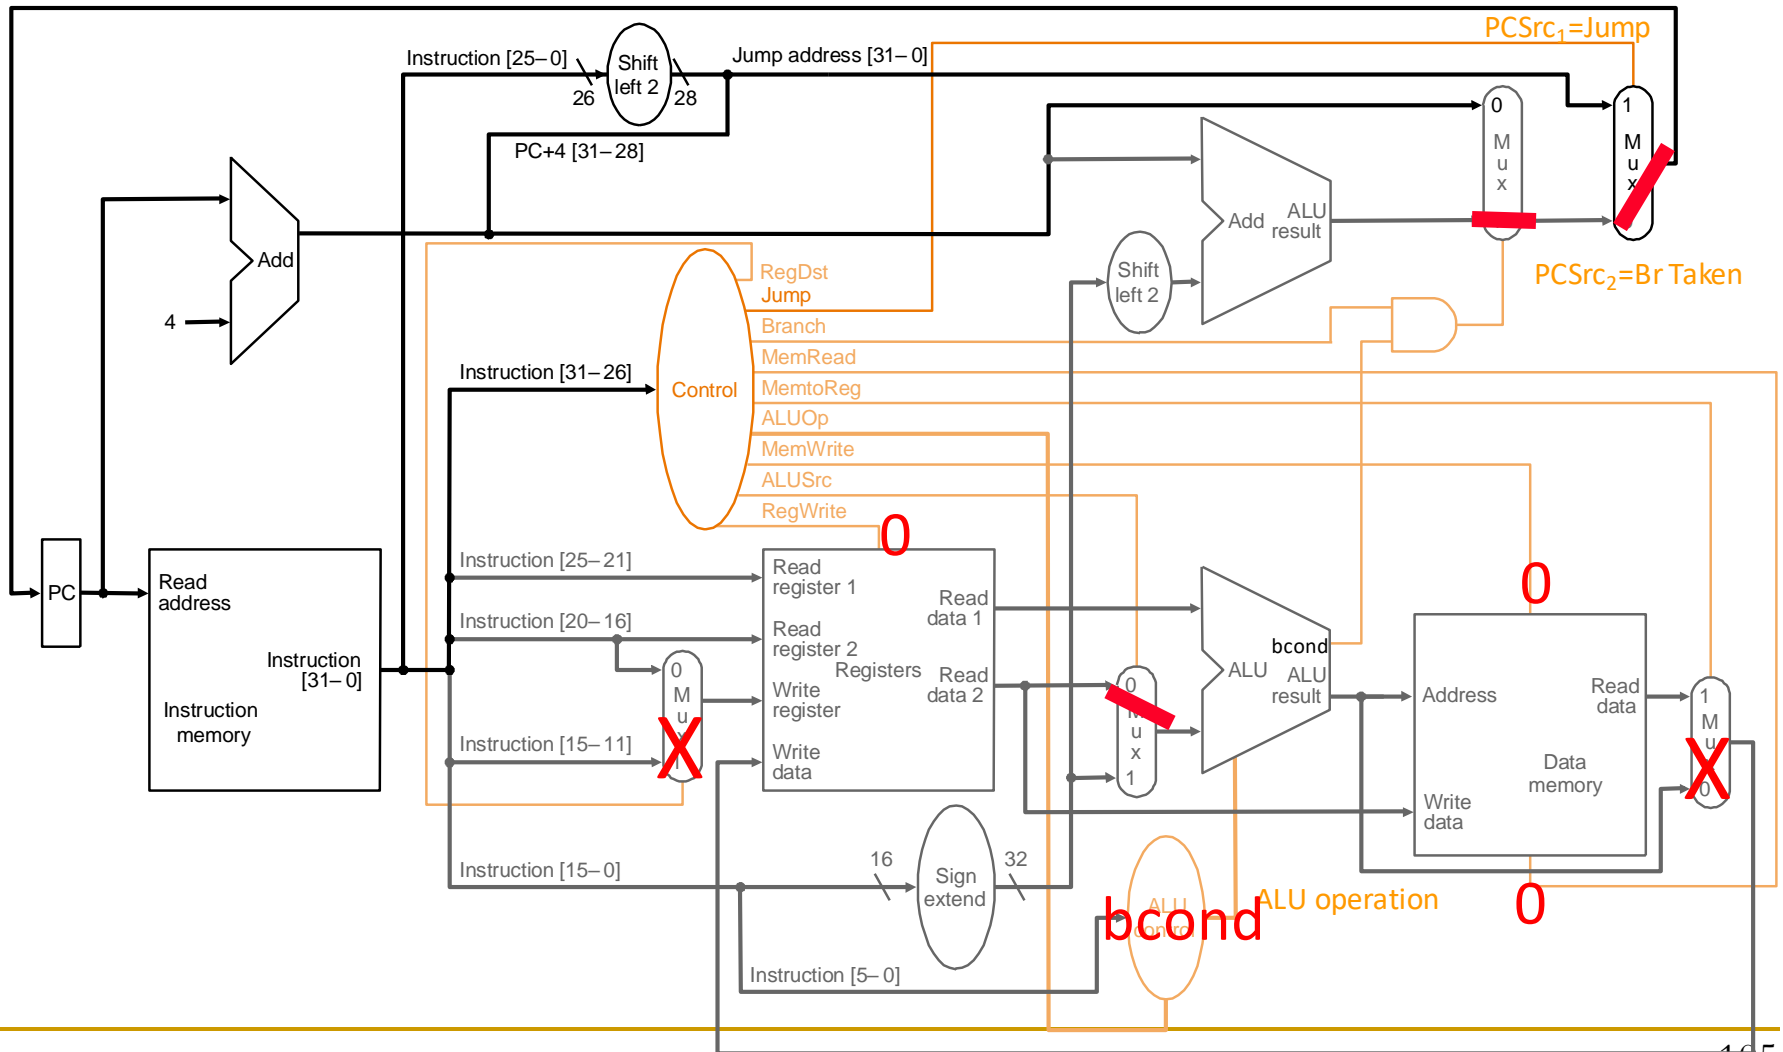 PCSrc1=Jump
Instruction [25–0]
Shift
left 2
Jump address [31–0]
26
28
PC+4 [31–28]
0
M
u
x
1
M
u
x
Add
4
Add
ALU
result
Shift
left 2
PCSrc2=Br Taken
RegDst
Jump
Branch
MemRead
MemtoReg
ALUOp
MemWrite
ALUSrc
RegWrite
Instruction [31–26]
Control
0
0
PC
Read
address
Instruction
[31–0]
Instruction
memory
Instruction [25–21]
Instruction [20–16]
Instruction [15–11]
Instruction [15–0]
Instruction [5–0]
0
M
u
X
Read
register 1
Read
register 2
Write
register
Write
data
Registers
Read
data 1
Read
data 2
0
M
u
x
1
bcond
ALU
ALU
result
Address
Write
data
Read
data
Data
memory
1
M
u
X
0
16
Sign
extend
32
ALU
control
bcond
ALU operation
0